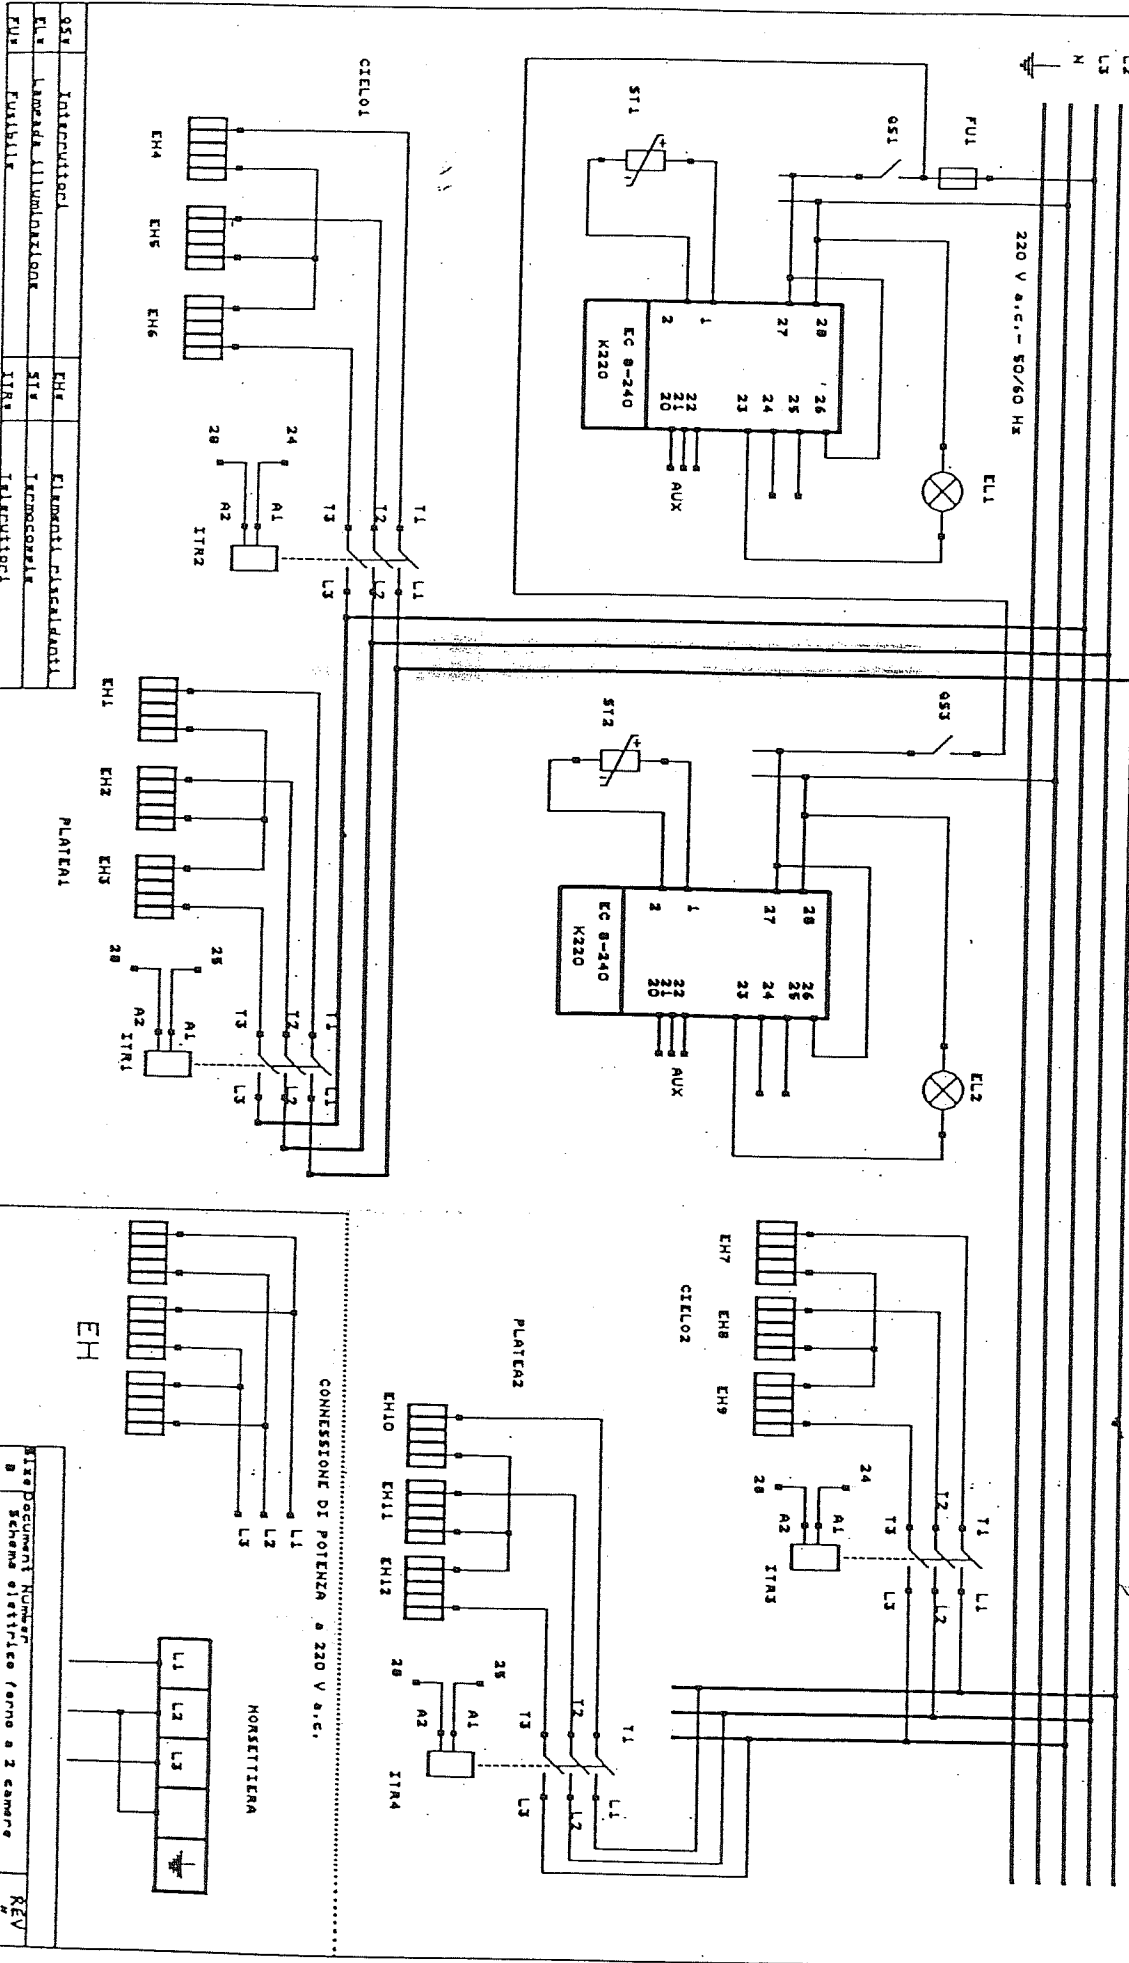 L3
N
220 V a.c.- 50/60 Hz
FU1
QS1
ST1
28
27
1
2
26
25
24
23
22
21
20
EC 8-240
K220
AUX
EL1
QS3
ST2
28
27
1
2
26
25
24
23
22
21
20
EC 8-240
K220
AUX
EL2
CIELO1
EH4
EH5
EH6
24
28
A1
A2
ITR2
T1
T2
T3
L1
L2
L3
EH1
EH2
EH3
PLATEA1
25
28
A1
A2
ITR1
T1
T2
T3
L1
L2
L3
EH7
EH8
EH9
CIELO2
24
28
A1
A2
ITR3
T1
T2
T3
L1
L2
L3
PLATEA2
EH10
EH11
EH12
25
28
A1
A2
ITR4
T1
T2
T3
L1
L2
L3
CONNESSIONE DI POTENZA a 220 V a.c.
EH
L1
L2
L3
MORSETTIERA
L1 L2 L3
QS* Interruttori EH* Elementi riscaldanti
EL* Lampada illuminazione ST* Termocoppie
FU* Fusibile ITR* Teleruttori
Size Document Number REV
B Schema elettrico forno a 2 camere